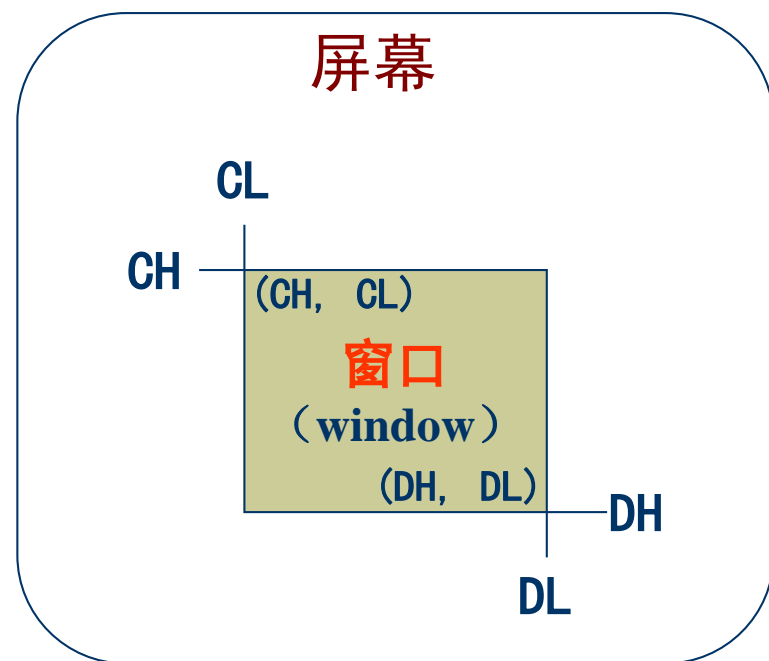 屏幕
CL
CH
(CH, CL)
窗口
（window）
(DH, DL)
DH
DL